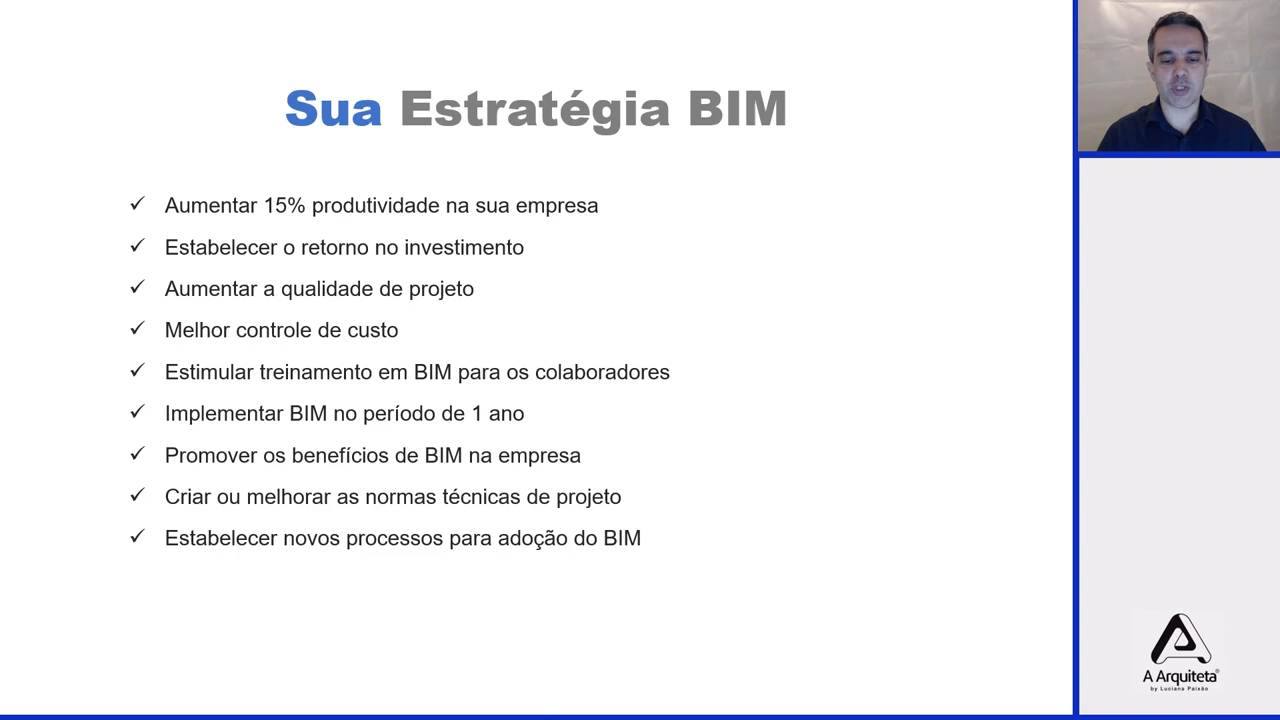 Sua Estratégia BIM
✓ Aumentar 15% produtividade na sua empresa
✓ Estabelecer o retorno no investimento
✓ Aumentar a qualidade de projeto
✓ Melhor controle de custo
✓ Estimular treinamento em BIM para os colaboradores
✓ Implementar BIM no período de 1 ano
✓ Promover os benefícios de BIM na empresa
✓ Criar ou melhorar as normas técnicas de projeto
✓ Estabelecer novos processos para adoção do BIM
A Arquiteta®
by Luciana Paixão